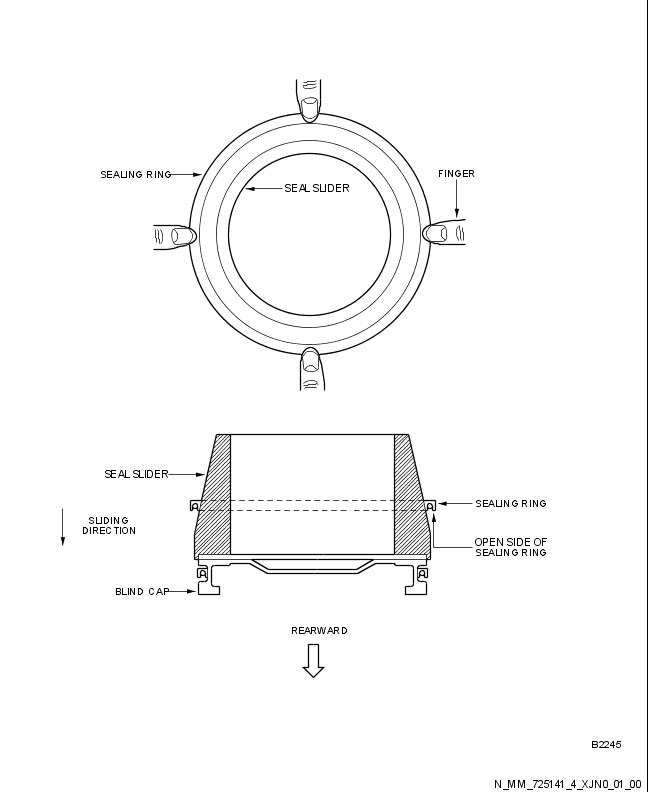 SEALING RING
FINGER
SEAL SLIDER
SEAL SLIDER
SEALING RING
SLIDING
DIRECTION
OPEN SIDE OF
SEALING RING
BLIND CAP
REARWARD
B2245
N_MM_725141_4_XJN0_01_00